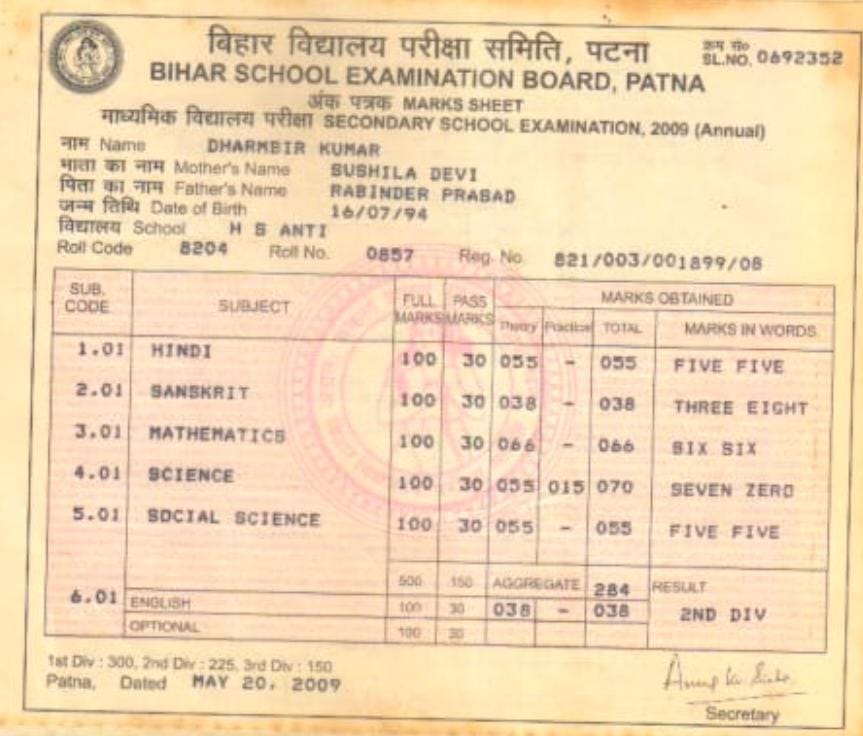 बिहार विद्यालय परीक्षा समिति, पटना
क्रम सं०
BIHAR SCHOOL EXAMINATION BOARD, PATNA
SL.NO. 0692352
अंक पत्रक MARKS SHEET
माध्यमिक विद्यालय परीक्षा SECONDARY SCHOOL EXAMINATION, 2009 (Annual)
नाम Name DHARMBIR KUMAR
माता का नाम Mother's Name SUSHILA DEVI
पिता का नाम Father's Name RABINDER PRASAD
जन्म तिथि Date of Birth 16/07/94
विद्यालय School H S ANTI
Roll Code 8204 Roll No. 0857 Reg. No. 821/003/001899/08
SUB. CODE SUBJECT FULL MARKS PASS MARKS MARKS OBTAINED
Theory Practical TOTAL MARKS IN WORDS
1.01 HINDI 100 30 055 - 055 FIVE FIVE
2.01 SANSKRIT 100 30 038 - 038 THREE EIGHT
3.01 MATHEMATICS 100 30 066 - 066 SIX SIX
4.01 SCIENCE 100 30 055 015 070 SEVEN ZERO
5.01 SOCIAL SCIENCE 100 30 055 - 055 FIVE FIVE
500 150 AGGREGATE 284 RESULT
6.01 ENGLISH 100 30 038 - 038 2ND DIV
OPTIONAL 100 30
1st Div : 300, 2nd Div : 225, 3rd Div : 150
Patna, Dated MAY 20, 2009
Secretary